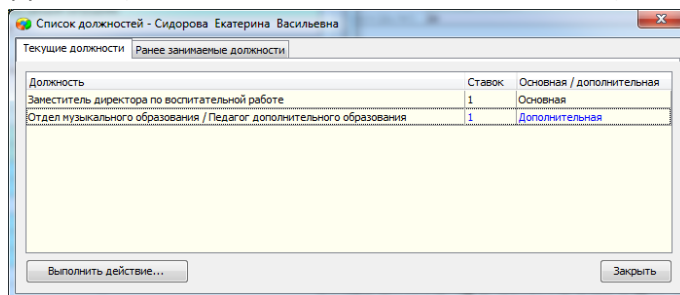 Список должностей - Сидорова Екатерина Васильевна
Текущие должности Ранее занимаемые должности
Должность Ставок Основная / дополнительная
Заместитель директора по воспитательной работе 1 Основная
Отдел музыкального образования / Педагог дополнительного образования 1 Дополнительная
Выполнить действие... Закрыть